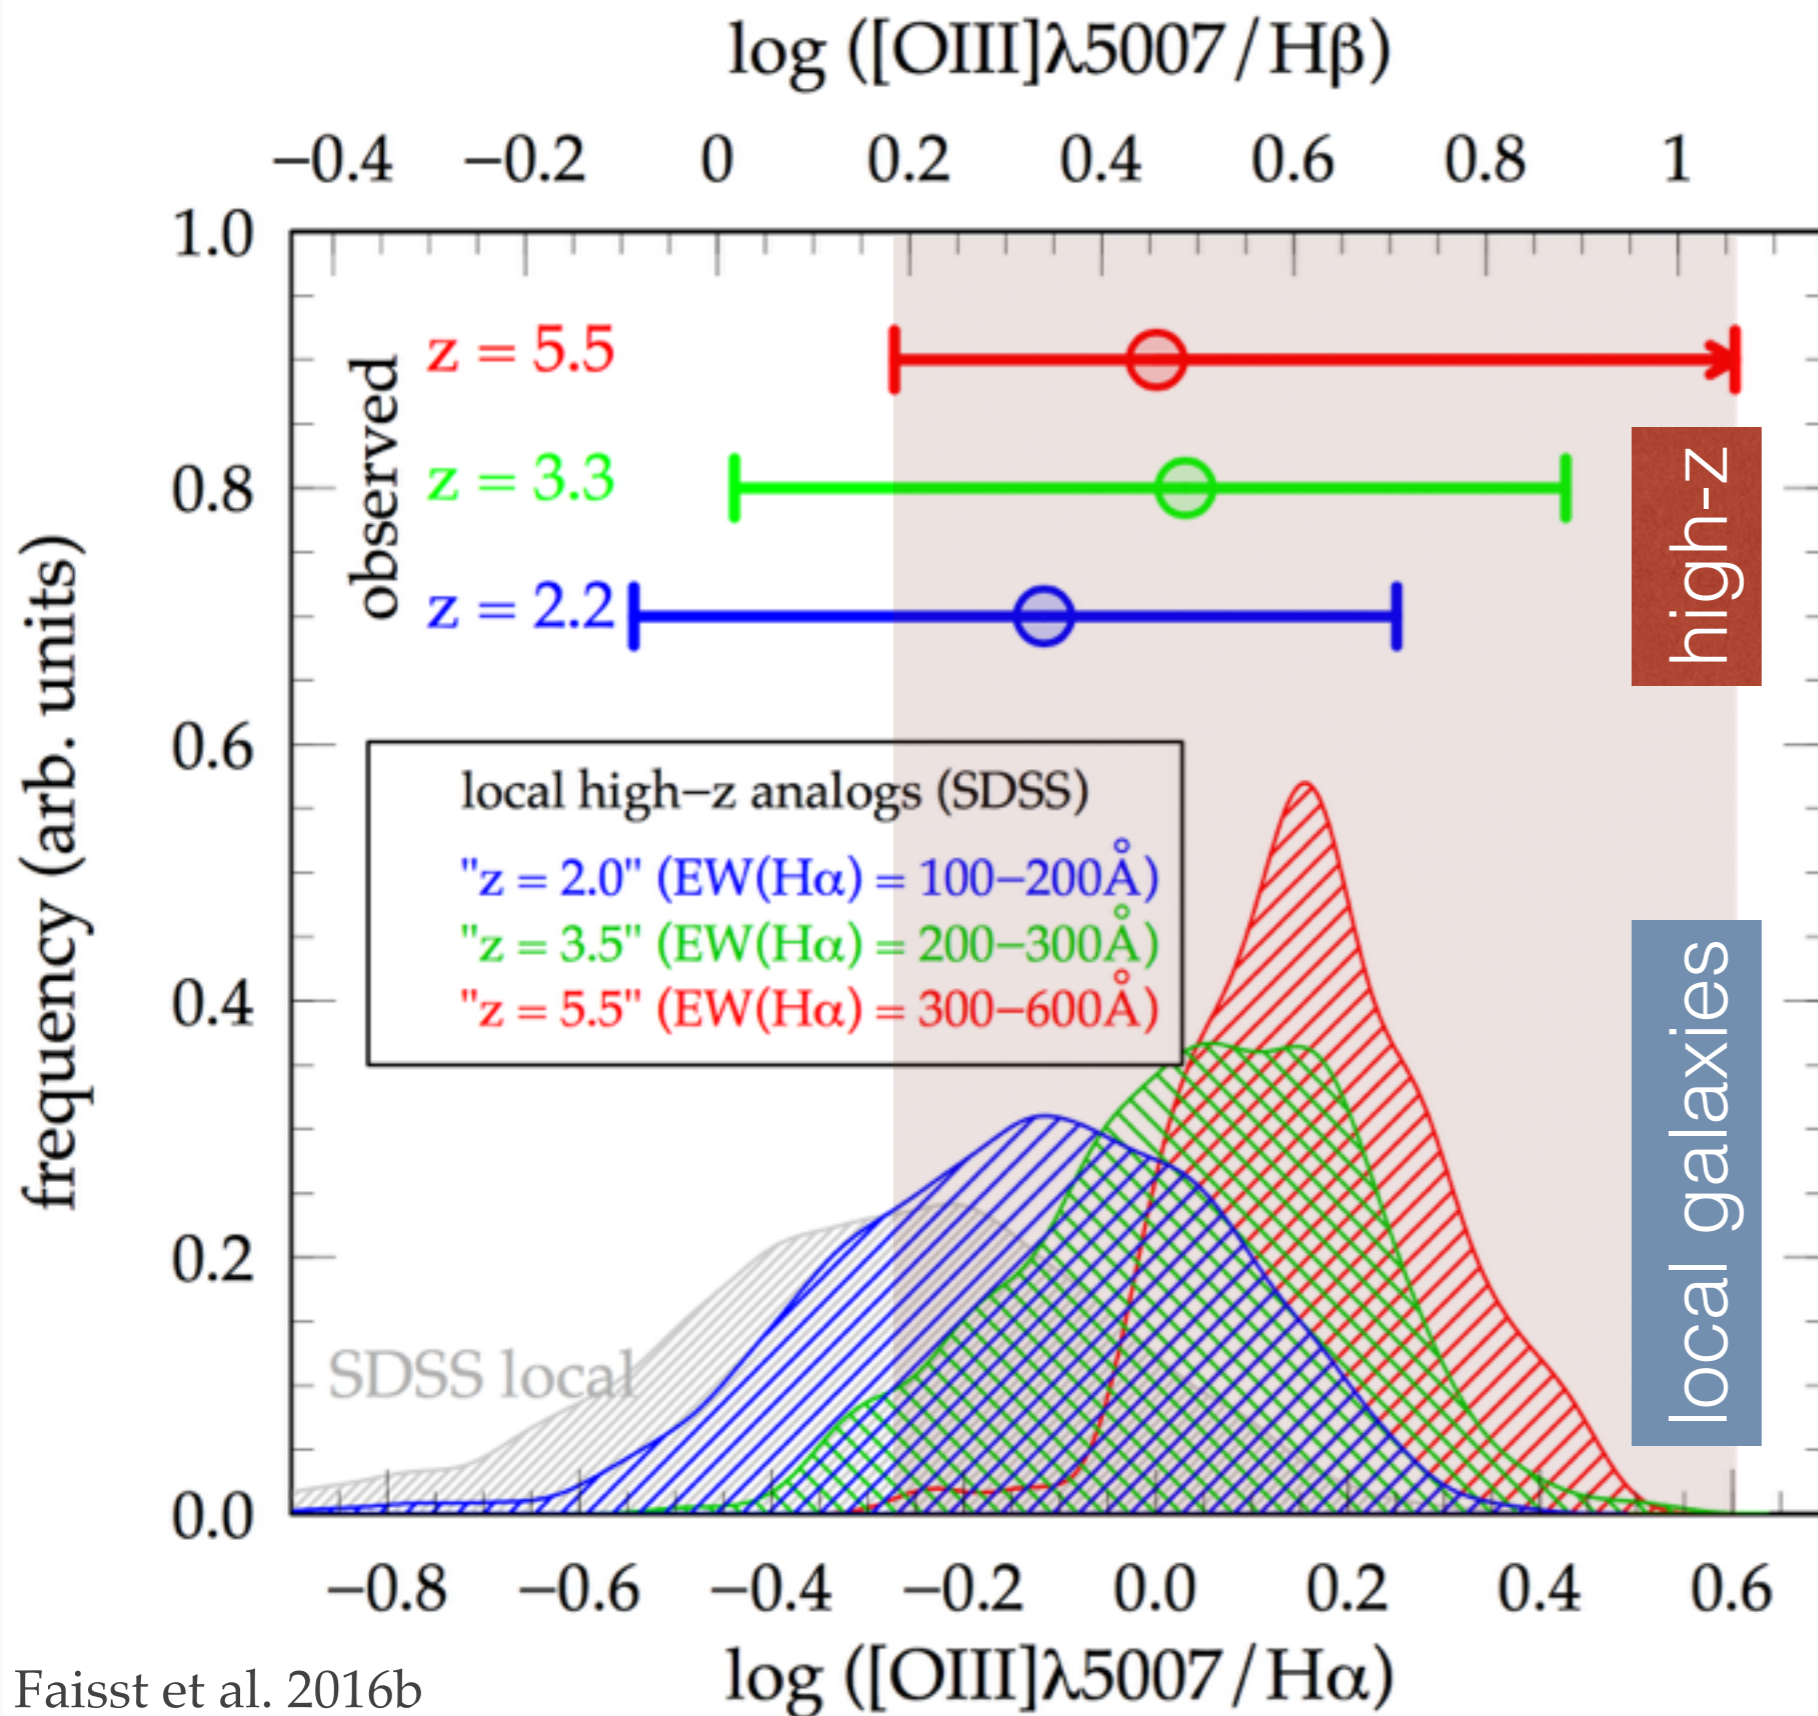 log ([OIII]λ5007/Hβ)
−0.4 −0.2 0 0.2 0.4 0.6 0.8 1
1.0
0.8
0.6
0.4
0.2
0.0
frequency (arb. units)
observed
z = 5.5
z = 3.3
z = 2.2
high-z
local high−z analogs (SDSS)
"z = 2.0" (EW(Hα) = 100−200Å)
"z = 3.5" (EW(Hα) = 200−300Å)
"z = 5.5" (EW(Hα) = 300−600Å)
local galaxies
SDSS local
−0.8 −0.6 −0.4 −0.2 0.0 0.2 0.4 0.6
log ([OIII]λ5007/Hα)
Faisst et al. 2016b